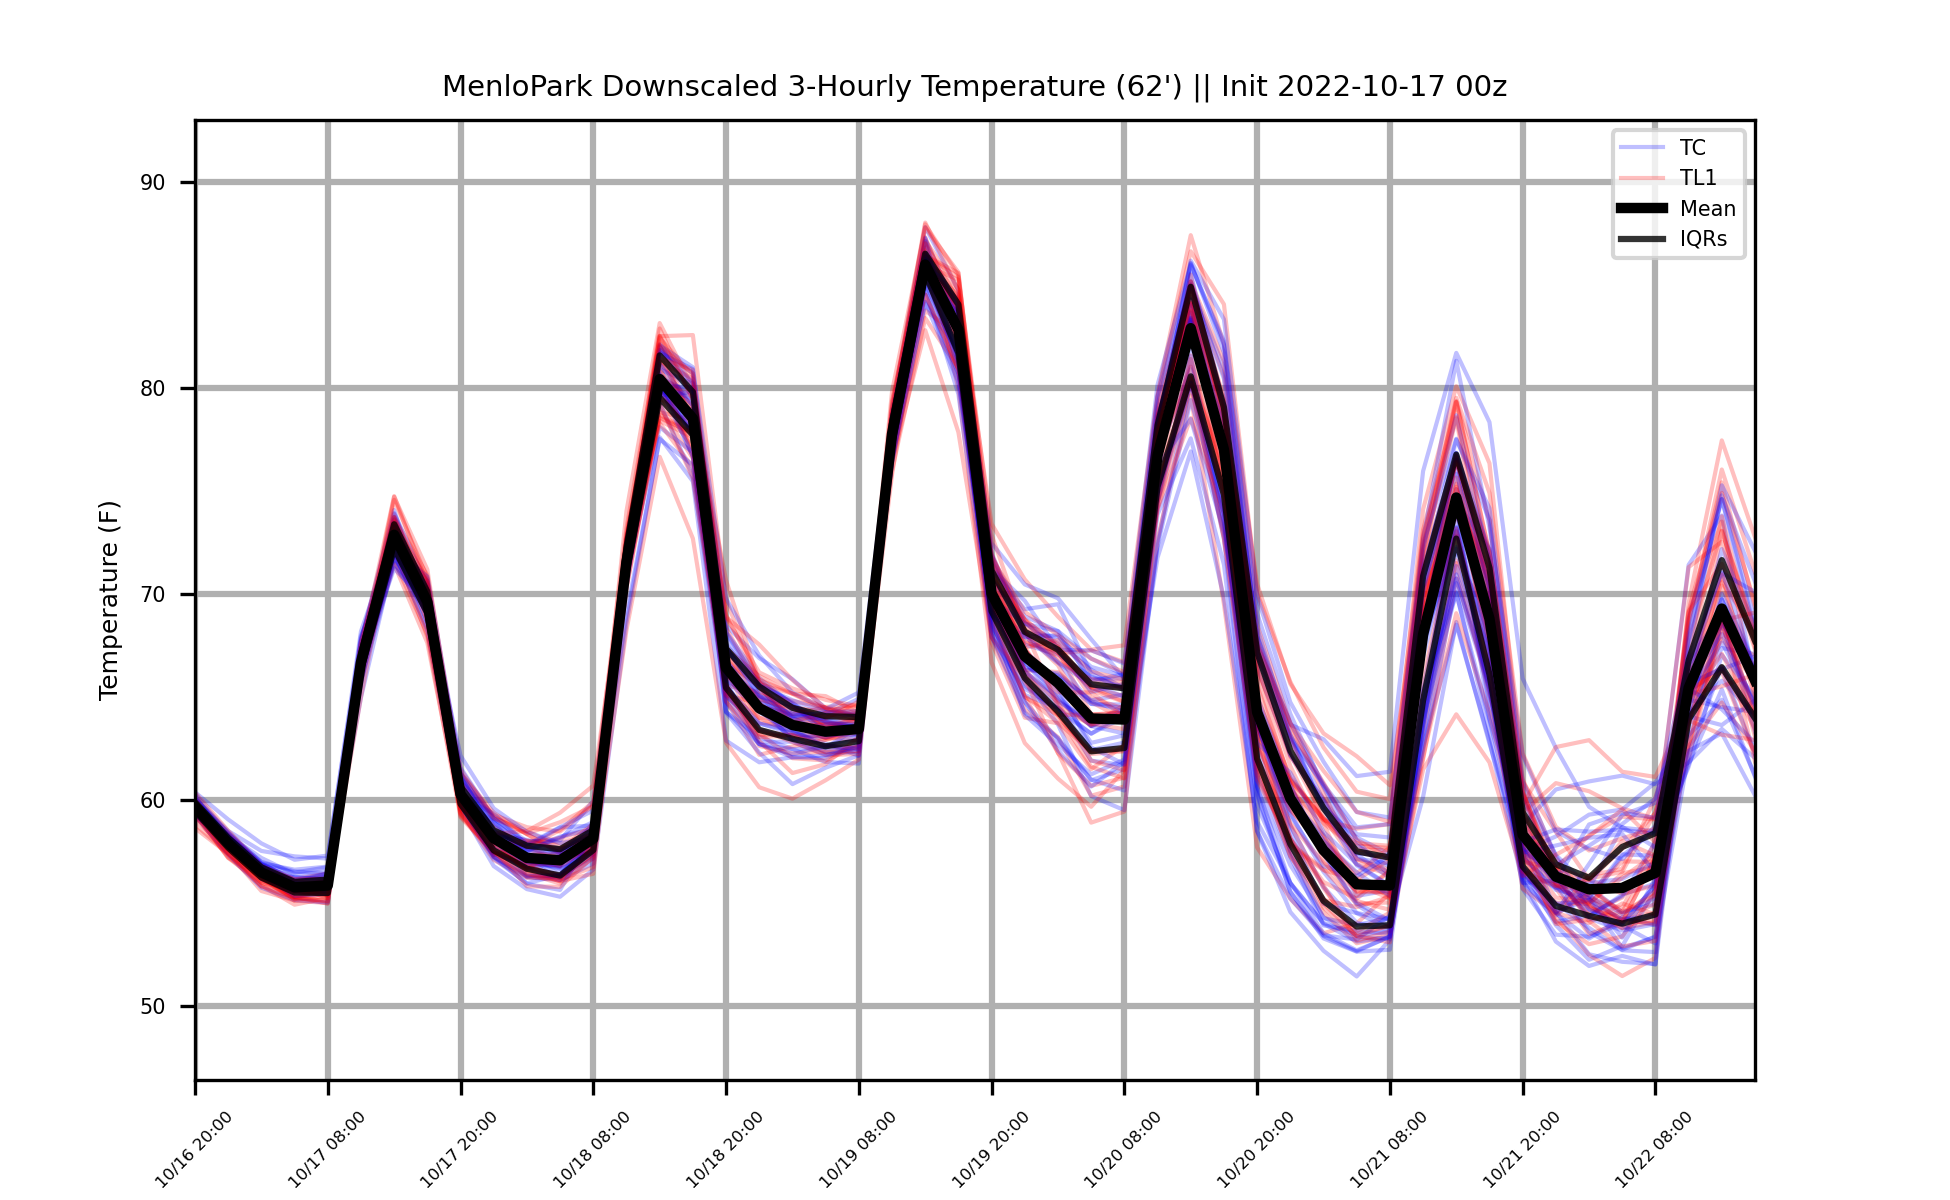 MenloPark Downscaled 3-Hourly Temperature (62') || Init 2022-10-17 00z
TC
TL1
Mean
IQRs
Temperature (F)
90
80
70
60
50
10/16 20:00
10/17 08:00
10/17 20:00
10/18 08:00
10/18 20:00
10/19 08:00
10/19 20:00
10/20 08:00
10/20 20:00
10/21 08:00
10/21 20:00
10/22 08:00